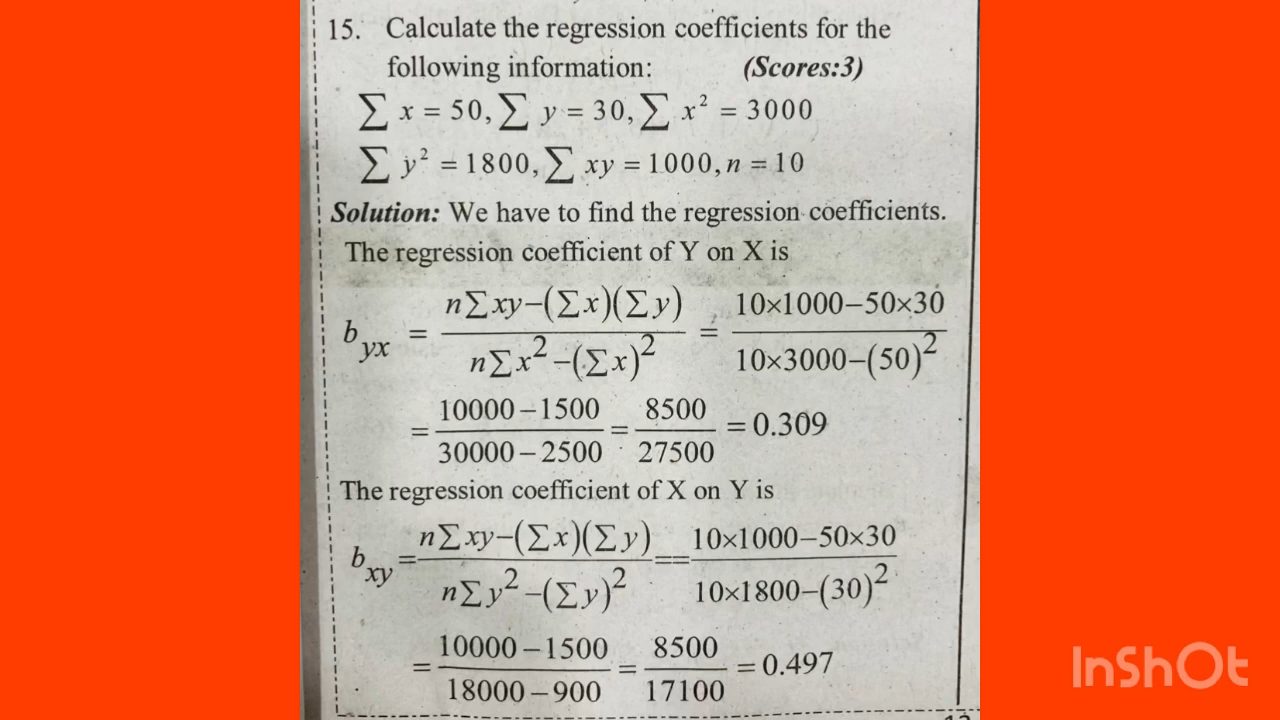 15. Calculate the regression coefficients for the
following information: (Scores:3)
∑ x = 50, ∑ y = 30, ∑ x² = 3000
∑ y² = 1800, ∑ xy = 1000, n = 10
Solution: We have to find the regression coefficients.
The regression coefficient of Y on X is
b_yx = (n∑xy−(∑x)(∑y))/(n∑x²−(∑x)²) = (10×1000−50×30)/(10×3000−(50)²)
= (10000−1500)/(30000−2500) = 8500/27500 = 0.309
The regression coefficient of X on Y is
b_xy = (n∑xy−(∑x)(∑y))/(n∑y²−(∑y)²) == (10×1000−50×30)/(10×1800−(30)²)
= (10000−1500)/(18000−900) = 8500/17100 = 0.497
InShOt